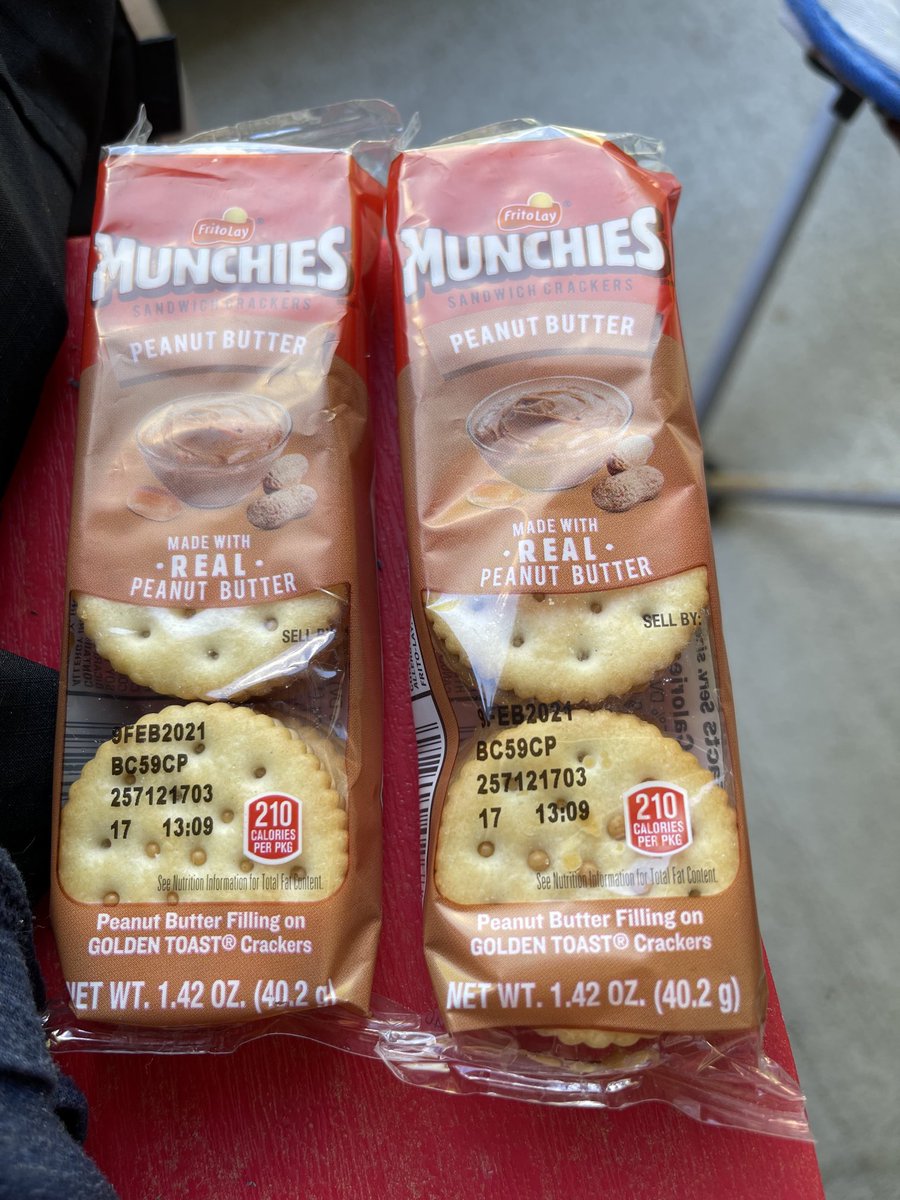 FritoLay
MUNCHIES
SANDWICH CRACKERS
PEANUT BUTTER
MADE WITH
· REAL ·
PEANUT BUTTER
SELL BY:
9FEB2021
BC59CP
257121703
17 13:09
210
CALORIES
PER PKG
See Nutrition Information for Total Fat Content.
Peanut Butter Filling on
GOLDEN TOAST® Crackers
NET WT. 1.42 OZ. (40.2 g)
FritoLay
MUNCHIES
SANDWICH CRACKERS
PEANUT BUTTER
MADE WITH
· REAL ·
PEANUT BUTTER
SELL BY:
9FEB2021
BC59CP
257121703
17 13:09
210
CALORIES
PER PKG
See Nutrition Information for Total Fat Content.
Peanut Butter Filling on
GOLDEN TOAST® Crackers
NET WT. 1.42 OZ. (40.2 g)